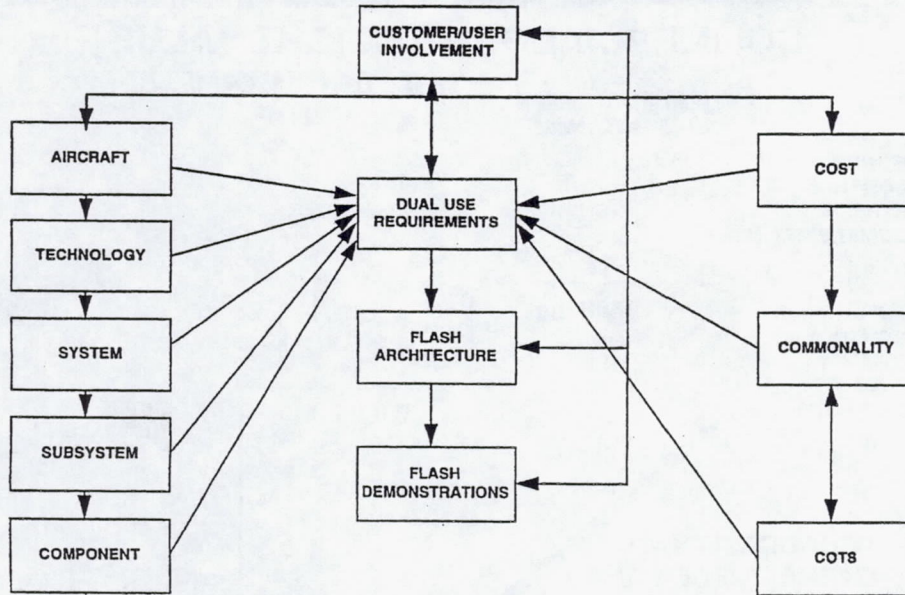 CUSTOMER/USER
INVOLVEMENT
AIRCRAFT
COST
DUAL USE
REQUIREMENTS
TECHNOLOGY
SYSTEM
FLASH
ARCHITECTURE
COMMONALITY
SUBSYSTEM
FLASH
DEMONSTRATIONS
COMPONENT
COTS